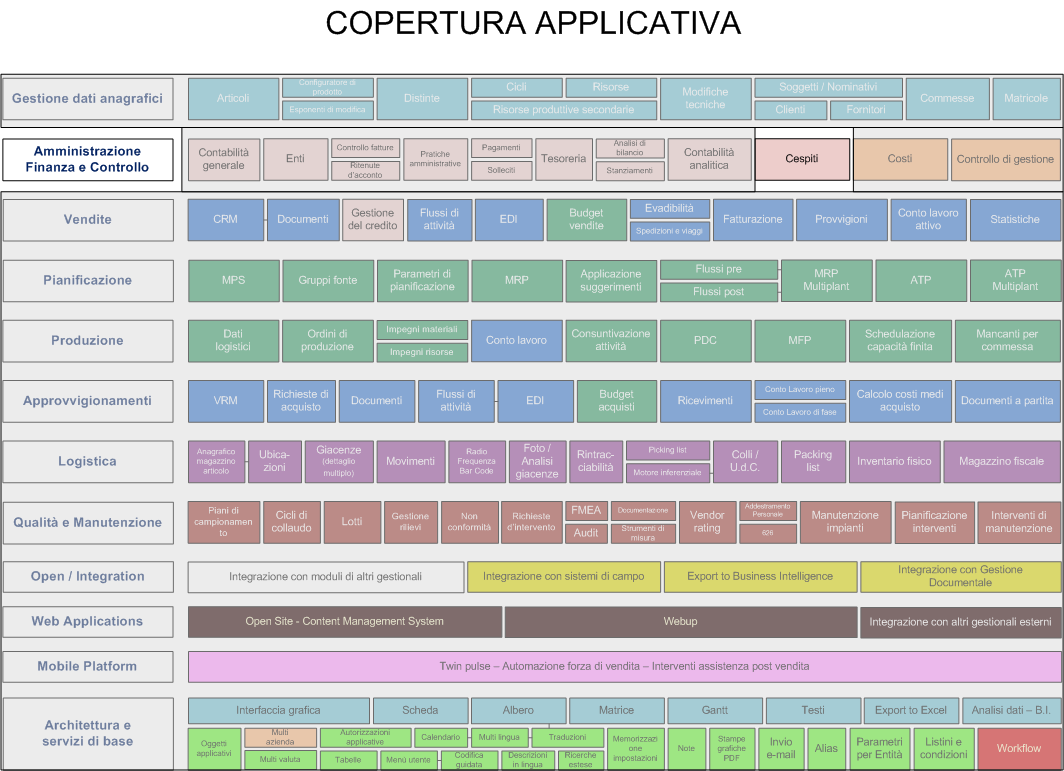 COPERTURA APPLICATIVA
Gestione dati anagrafici
Articoli
Configuratore di
prodotto
Esponenti di modifica
Distinte
Cicli
Risorse
Risorse produttive secondarie
Modifiche
tecniche
Soggetti / Nominativi
Clienti
Fornitori
Commesse
Matricole
Amministrazione
Finanza e Controllo
Contabilità
generale
Enti
Controllo fatture
Ritenute
d'acconto
Pratiche
amministrative
Pagamenti
Solleciti
Tesoreria
Analisi di
bilancio
Stanziamenti
Contabilità
analitica
Cespiti
Costi
Controllo di gestione
Vendite
CRM
Documenti
Gestione
del credito
Flussi di
attività
EDI
Budget
vendite
Evadibilità
Spedizioni e viaggi
Fatturazione
Provvigioni
Conto lavoro
attivo
Statistiche
Pianificazione
MPS
Gruppi fonte
Parametri di
pianificazione
MRP
Applicazione
suggerimenti
Flussi pre
Flussi post
MRP
Multiplant
ATP
ATP
Multiplant
Produzione
Dati
logistici
Ordini di
produzione
Impegni materiali
Impegni risorse
Conto lavoro
Consuntivazione
attività
PDC
MFP
Schedulazione
capacità finita
Mancanti per
commessa
Approvvigionamenti
VRM
Richieste di
acquisto
Documenti
Flussi di
attività
EDI
Budget
acquisti
Ricevimenti
Conto Lavoro pieno
Conto Lavoro di fase
Calcolo costi medi
acquisto
Documenti a partita
Logistica
Anagrafico
magazzino
articolo
Ubica-
zioni
Giacenze
(dettaglio
multiplo)
Movimenti
Radio
Frequenza
Bar Code
Foto /
Analisi
giacenze
Rintrac-
ciabilità
Picking list
Motore inferenziale
Colli /
U.d.C.
Packing
list
Inventario fisico
Magazzino fiscale
Qualità e Manutenzione
Piani di
campionamen
to
Cicli di
collaudo
Lotti
Gestione
rilievi
Non
conformità
Richieste
d'intervento
FMEA
Audit
Documentazione
Strumenti di
misura
Vendor
rating
Addestramento
Personale
626
Manutenzione
impianti
Pianificazione
interventi
Interventi di
manutenzione
Open / Integration
Integrazione con moduli di altri gestionali
Integrazione con sistemi di campo
Export to Business Intelligence
Integrazione con Gestione
Documentale
Web Applications
Open Site - Content Management System
Webup
Integrazione con altri gestionali esterni
Mobile Platform
Twin pulse – Automazione forza di vendita – Interventi assistenza post vendita
Architettura e
servizi di base
Interfaccia grafica
Scheda
Albero
Matrice
Gantt
Testi
Export to Excel
Analisi dati – B.I.
Oggetti
applicativi
Multi
azienda
Multi valuta
Autorizzazioni
applicative
Tabelle
Calendario
Menù utente
Multi lingua
Codifica
guidata
Traduzioni
Descrizioni
in lingua
Ricerche
estese
Memorizzazi
one
impostazioni
Note
Stampe
grafiche
PDF
Invio
e-mail
Alias
Parametri
per Entità
Listini e
condizioni
Workflow